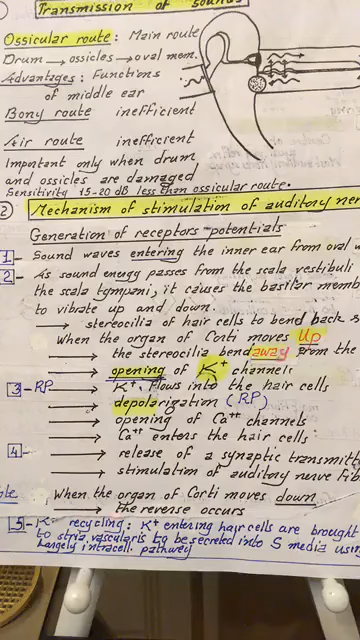 Transmission of sounds
Ossicular route: Main route
Drum → ossicles → oval mem.
Advantages: Functions
of middle ear
Bony route inefficient
Air route inefficient
Important only when drum
and ossicles are damaged
Sensitivity 15-20 dB less than ossicular route.
2 Mechanism of stimulation of auditory ner
Generation of receptors potentials
1- Sound waves entering the inner ear from oval w
2- As sound energy passes from the scala vestibuli
the scala tympani, it causes the basilar memb
to vibrate up and down.
→ stereocilia of hair cells to bend back
When the organ of Corti moves Up
→ the stereocilia bend away from the
→ opening of K+ channels
3- RP → K+ flows into the hair cells
depolarization (RP)
→ opening of Ca++ channels
→ Ca++ enters the hair cells
4 → release of a synaptic transmitt
→ stimulation of auditory nerve fib
When the organ of Corti moves down
→ the reverse occurs
5- K+ recycling: K+ entering hair cells are brought
to stria vascularis to be secreted into S media using
Largely intracell. pathway